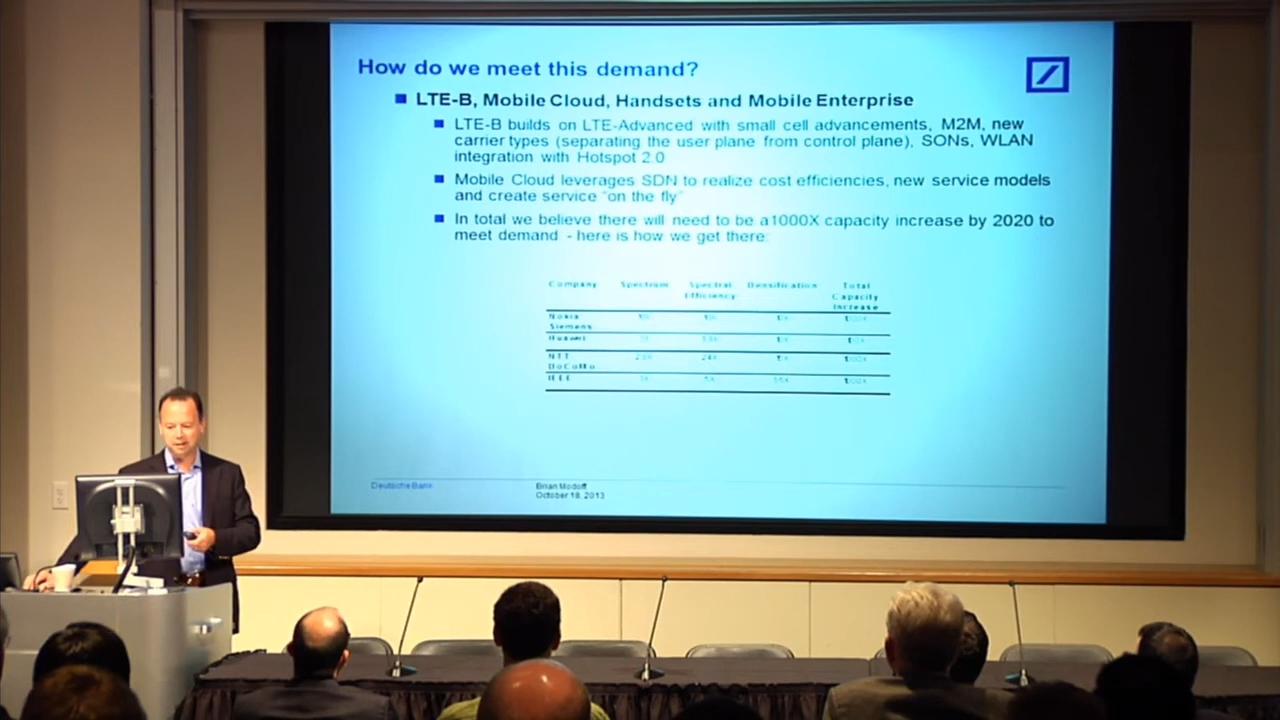 How do we meet this demand?
LTE-B, Mobile Cloud, Handsets and Mobile Enterprise
LTE-B builds on LTE-Advanced with small cell advancements, M2M, new
carrier types (separating the user plane from control plane), SONs, WLAN
integration with Hotspot 2.0
Mobile Cloud leverages SDN to realize cost efficiencies, new service models
and create service "on the fly"
In total we believe there will need to be a1000X capacity increase by 2020 to
meet demand - here is how we get there:
Company Spectrum Spectral Densification Total
Efficiency Capacity
Increase
Nokia
Siemens
Huawei
NTT
DoCoMo
IEEE
Deutsche Bank Brian Modoff
October 18, 2013